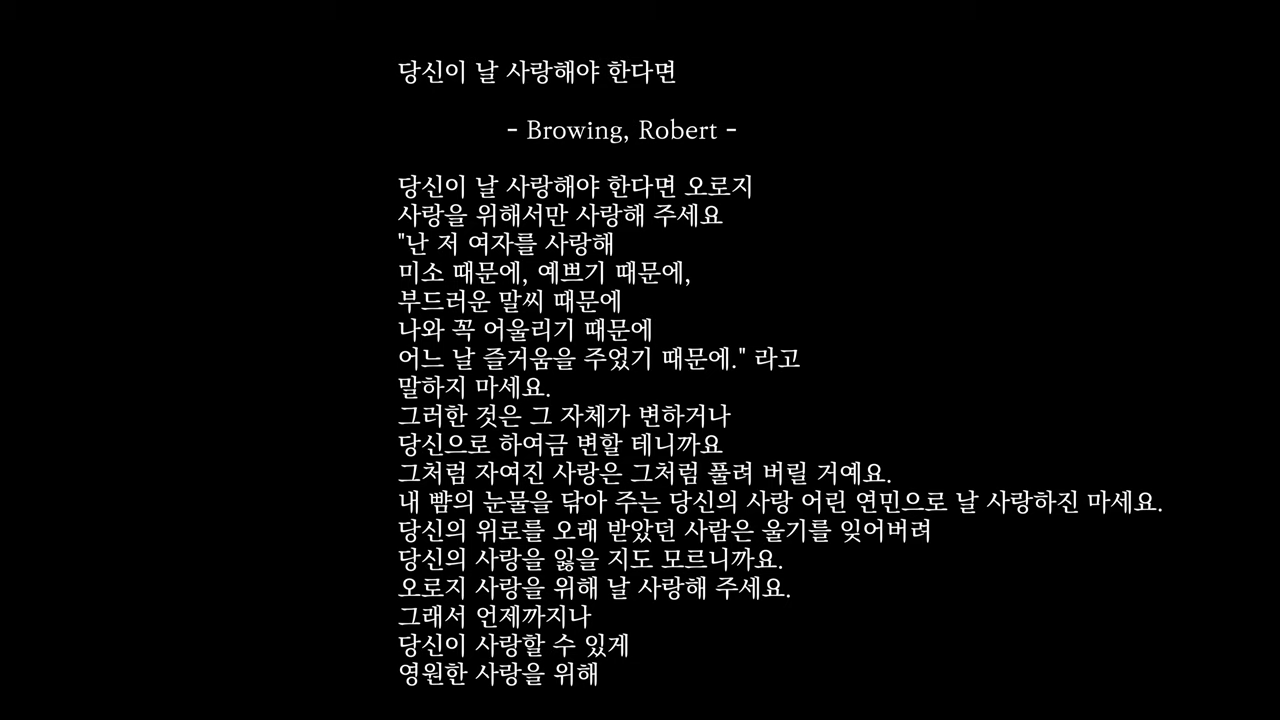 당신이 날 사랑해야 한다면
- Browing, Robert -
당신이 날 사랑해야 한다면 오로지
사랑을 위해서만 사랑해 주세요
"난 저 여자를 사랑해
미소 때문에, 예쁘기 때문에,
부드러운 말씨 때문에
나와 꼭 어울리기 때문에
어느 날 즐거움을 주었기 때문에." 라고
말하지 마세요.
그러한 것은 그 자체가 변하거나
당신으로 하여금 변할 테니까요
그처럼 자여진 사랑은 그처럼 풀려 버릴 거예요.
내 뺨의 눈물을 닦아 주는 당신의 사랑 어린 연민으로 날 사랑하진 마세요.
당신의 위로를 오래 받았던 사람은 울기를 잊어버려
당신의 사랑을 잃을 지도 모르니까요.
오로지 사랑을 위해 날 사랑해 주세요.
그래서 언제까지나
당신이 사랑할 수 있게
영원한 사랑을 위해